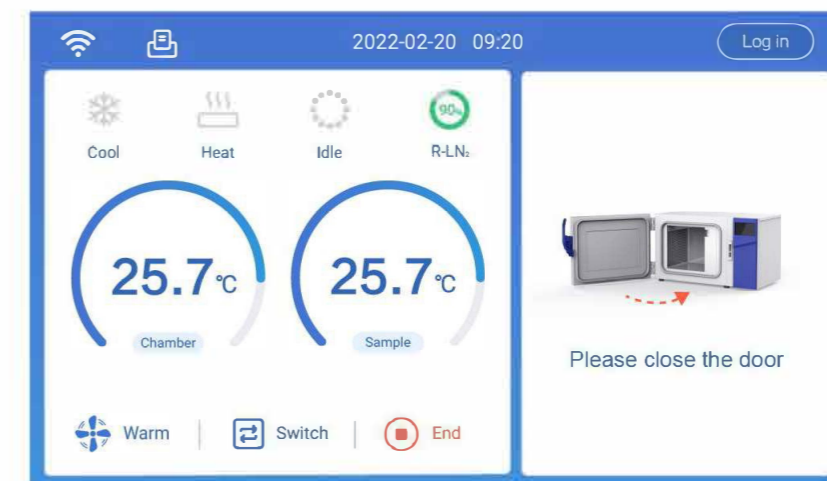 2022-02-20 09:20
Log in
90%
Cool Heat Idle R-LN₂
25.7℃ 25.7℃
Chamber Sample
Warm Switch End
Please close the door